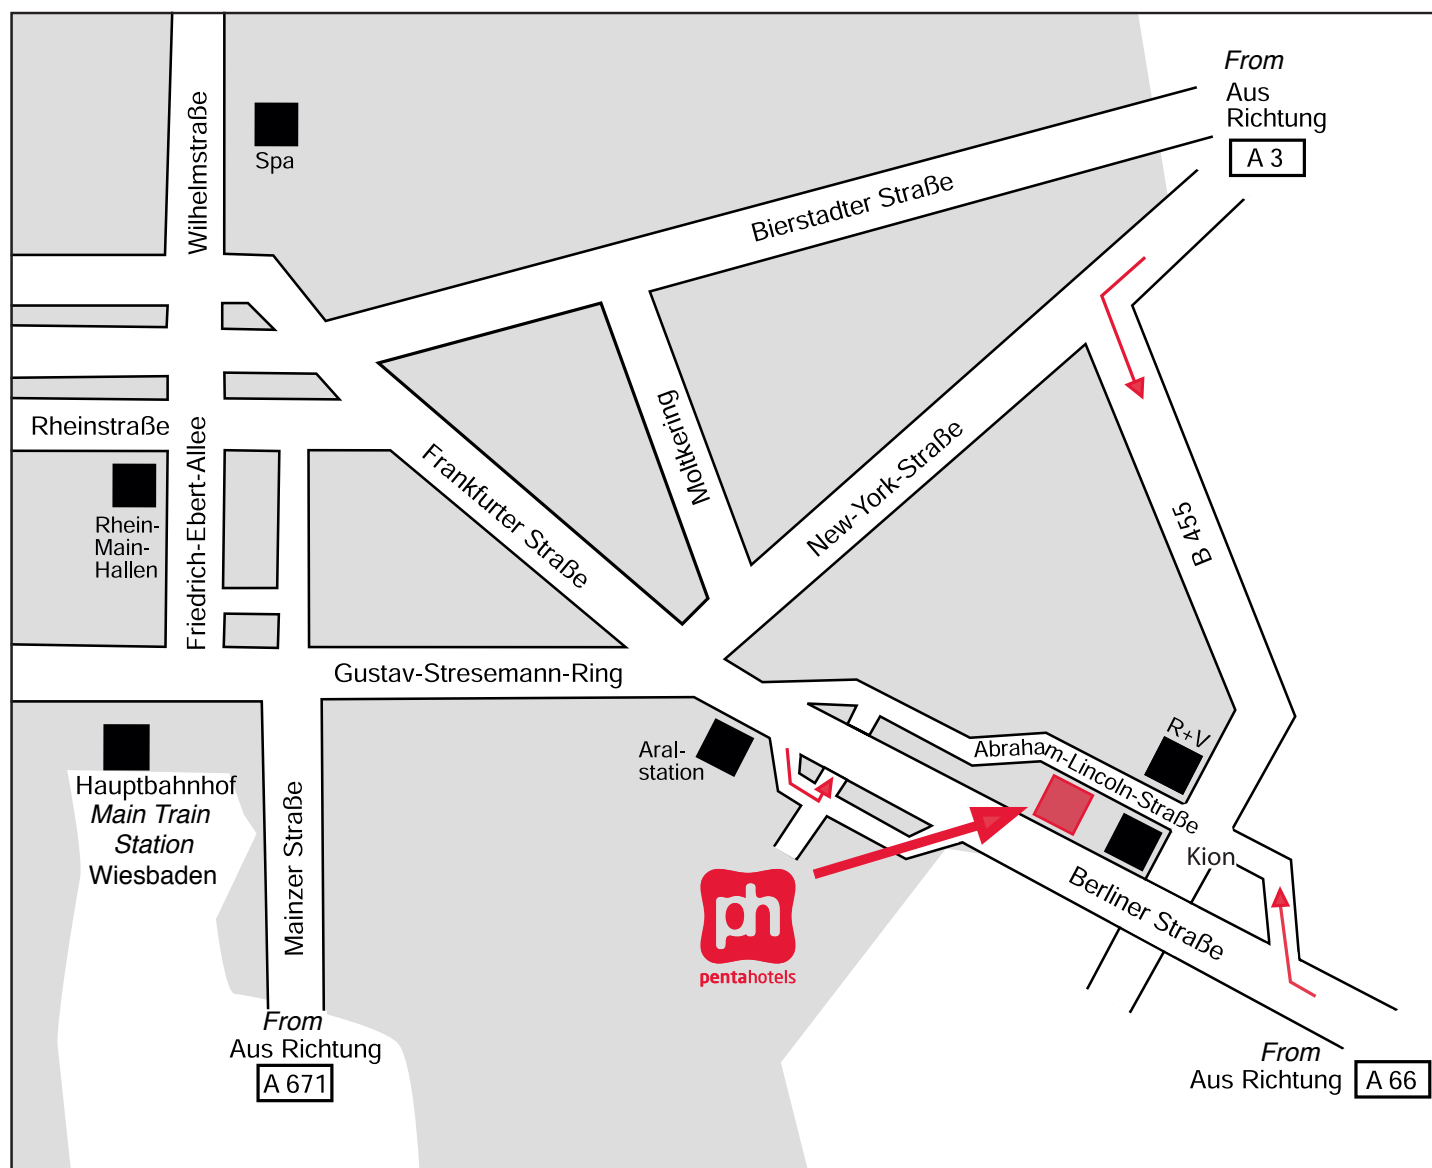 From
Aus
Richtung
A 3
Wilhelmstraße
Spa
Bierstadter Straße
Rheinstraße
Friedrich-Ebert-Allee
Rhein-
Main-
Hallen
Frankfurter Straße
Moltkering
New-York-Straße
B 455
Gustav-Stresemann-Ring
Hauptbahnhof
Main Train
Station
Wiesbaden
Mainzer Straße
Aral-
station
R+V
Abraham-Lincoln-Straße
Kion
Berliner Straße
ph
pentahotels
From
Aus Richtung
A 671
From
Aus Richtung
A 66